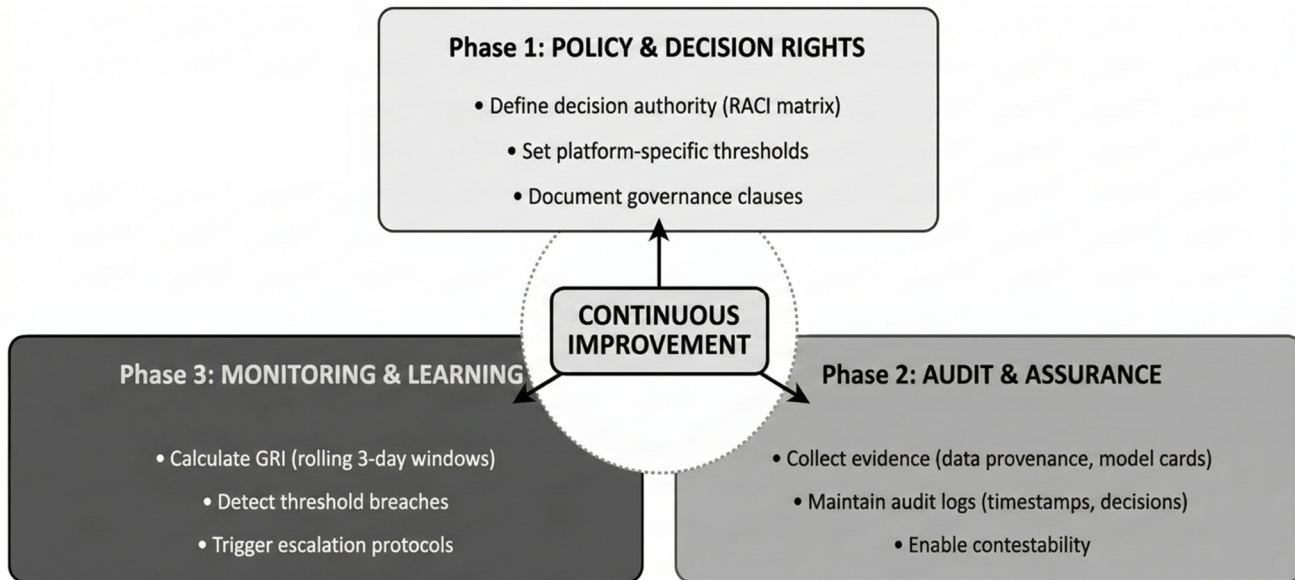 Phase 1: POLICY & DECISION RIGHTS
• Define decision authority (RACI matrix)
• Set platform-specific thresholds
• Document governance clauses
CONTINUOUS
IMPROVEMENT
Phase 3: MONITORING & LEARNING
• Calculate GRI (rolling 3-day windows)
• Detect threshold breaches
• Trigger escalation protocols
Phase 2: AUDIT & ASSURANCE
• Collect evidence (data provenance, model cards)
• Maintain audit logs (timestamps, decisions)
• Enable contestability